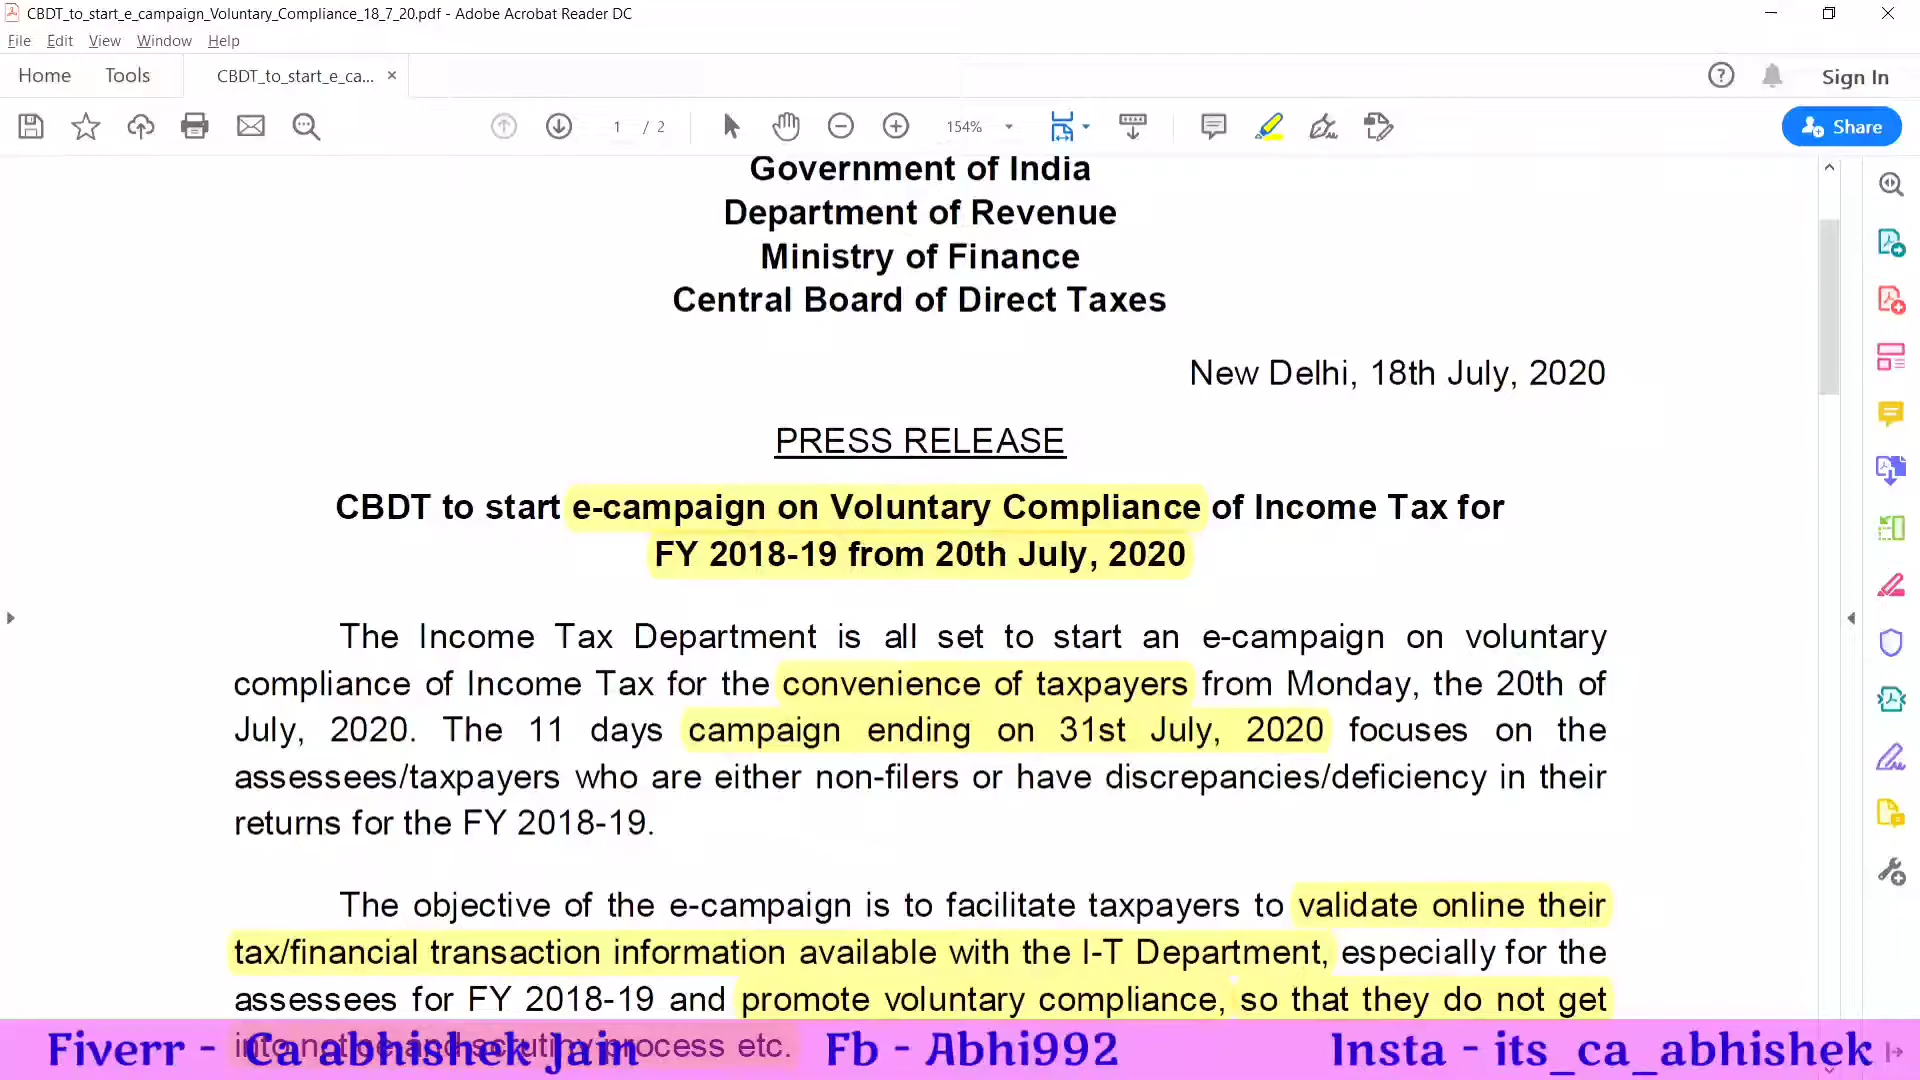 CBDT_to_start_e_campaign_Voluntary_Compliance_18_7_20.pdf - Adobe Acrobat Reader DC
File Edit View Window Help
Home Tools CBDT_to_start_e_ca... × Sign In
1 / 2 154% Share
Government of India
Department of Revenue
Ministry of Finance
Central Board of Direct Taxes
New Delhi, 18th July, 2020
PRESS RELEASE
CBDT to start e-campaign on Voluntary Compliance of Income Tax for
FY 2018-19 from 20th July, 2020
The Income Tax Department is all set to start an e-campaign on voluntary
compliance of Income Tax for the convenience of taxpayers from Monday, the 20th of
July, 2020. The 11 days campaign ending on 31st July, 2020 focuses on the
assessees/taxpayers who are either non-filers or have discrepancies/deficiency in their
returns for the FY 2018-19.
The objective of the e-campaign is to facilitate taxpayers to validate online their
tax/financial transaction information available with the I-T Department, especially for the
assessees for FY 2018-19 and promote voluntary compliance, so that they do not get
into notice and scrutiny process etc.
Fiverr - Ca abhishek Jain Fb - Abhi992 Insta - its_ca_abhishek